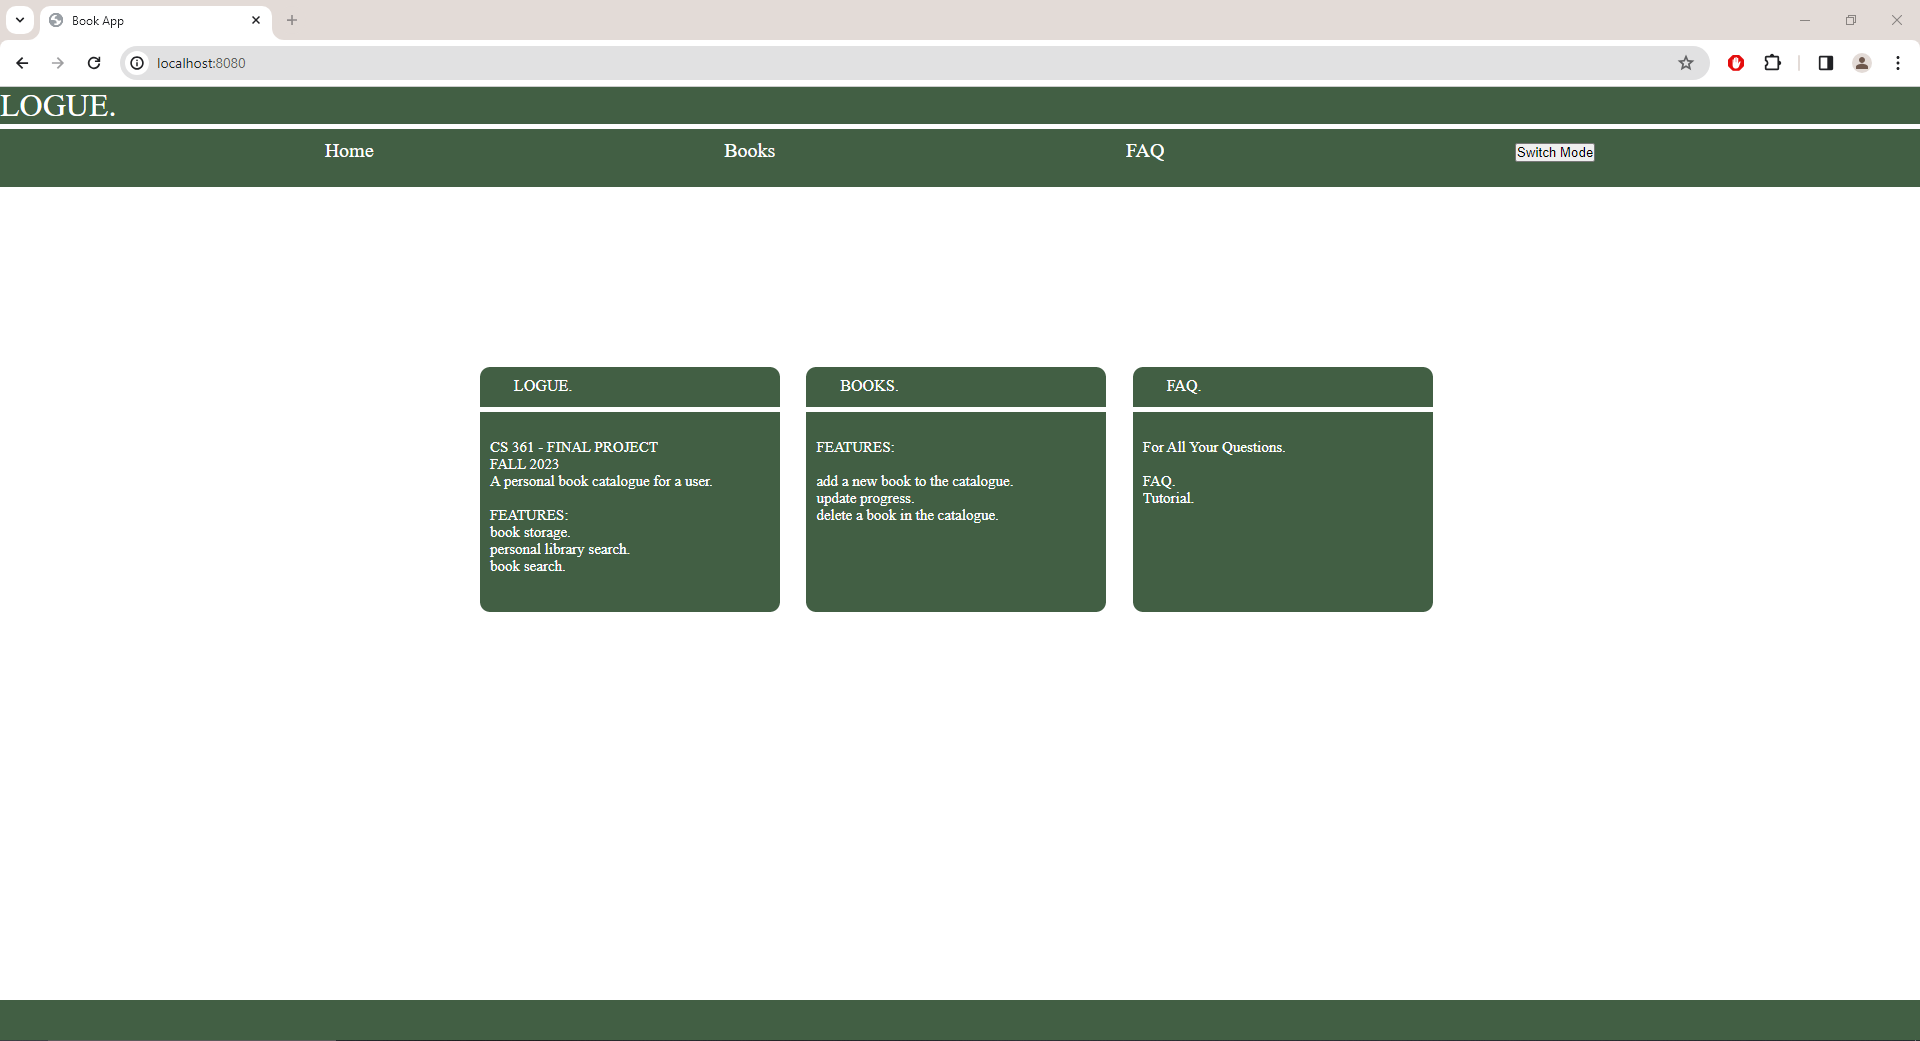 Book App
localhost:8080
LOGUE.
Home Books FAQ Switch Mode
LOGUE.
CS 361 - FINAL PROJECT
FALL 2023
A personal book catalogue for a user.
FEATURES:
book storage.
personal library search.
book search.
BOOKS.
FEATURES:
add a new book to the catalogue.
update progress.
delete a book in the catalogue.
FAQ.
For All Your Questions.
FAQ.
Tutorial.